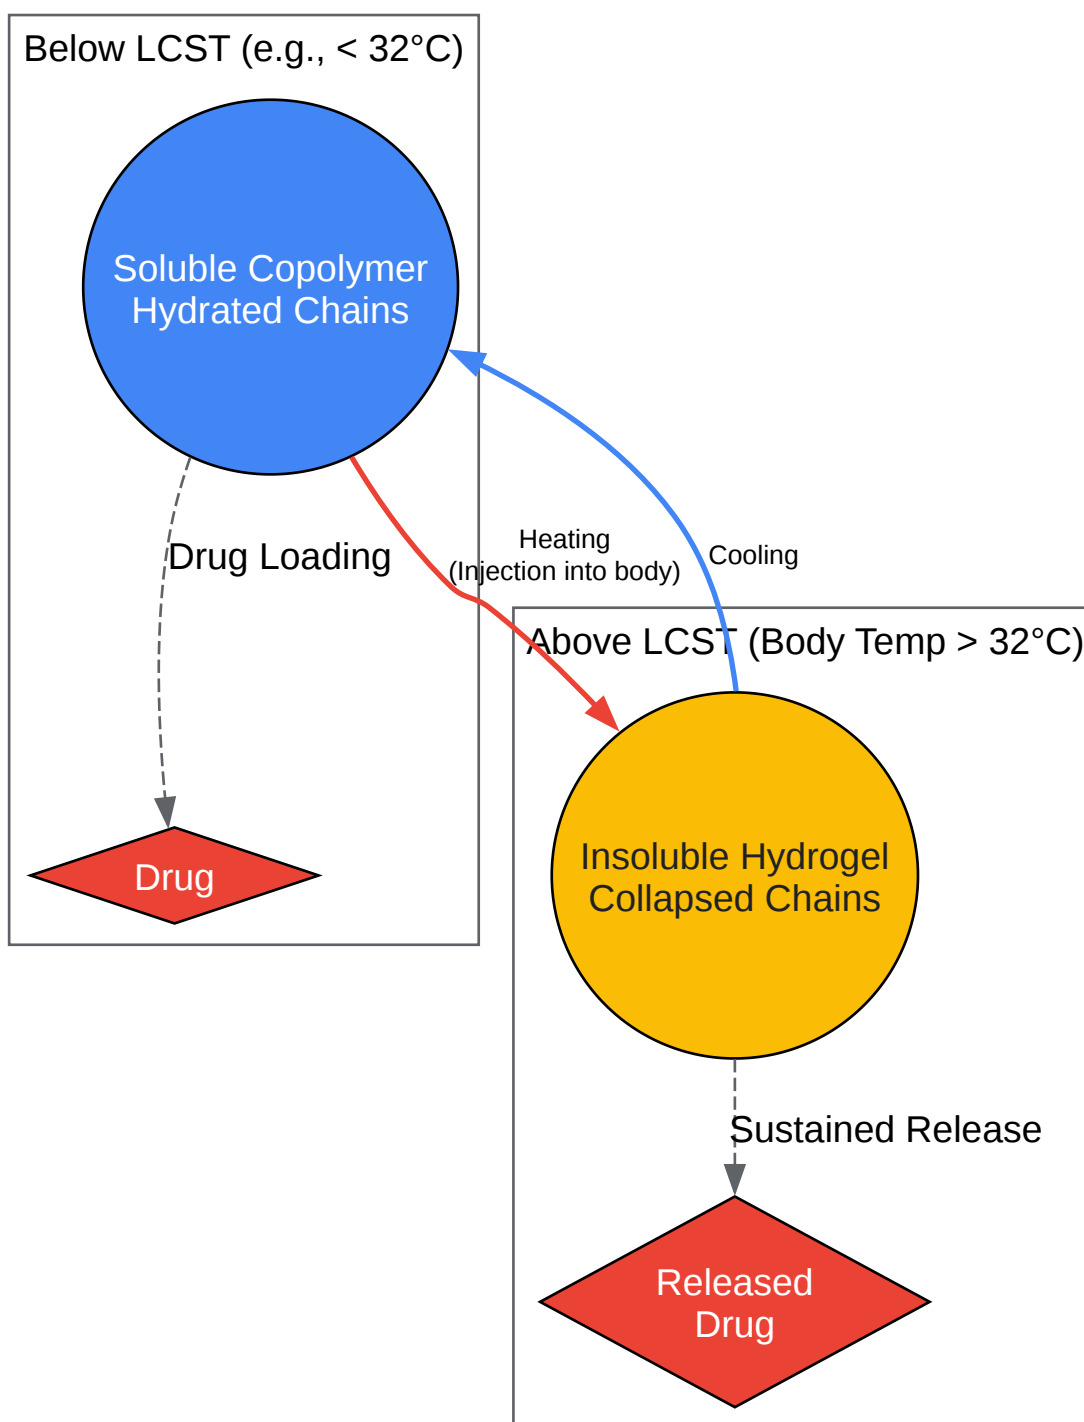 Below LCST (e.g., < 32°C)
Soluble Copolymer
Hydrated Chains
Drug Loading
Heating
(Injection into body)
Cooling
Above LCST (Body Temp > 32°C)
Drug
Insoluble Hydrogel
Collapsed Chains
Sustained Release
Released
Drug